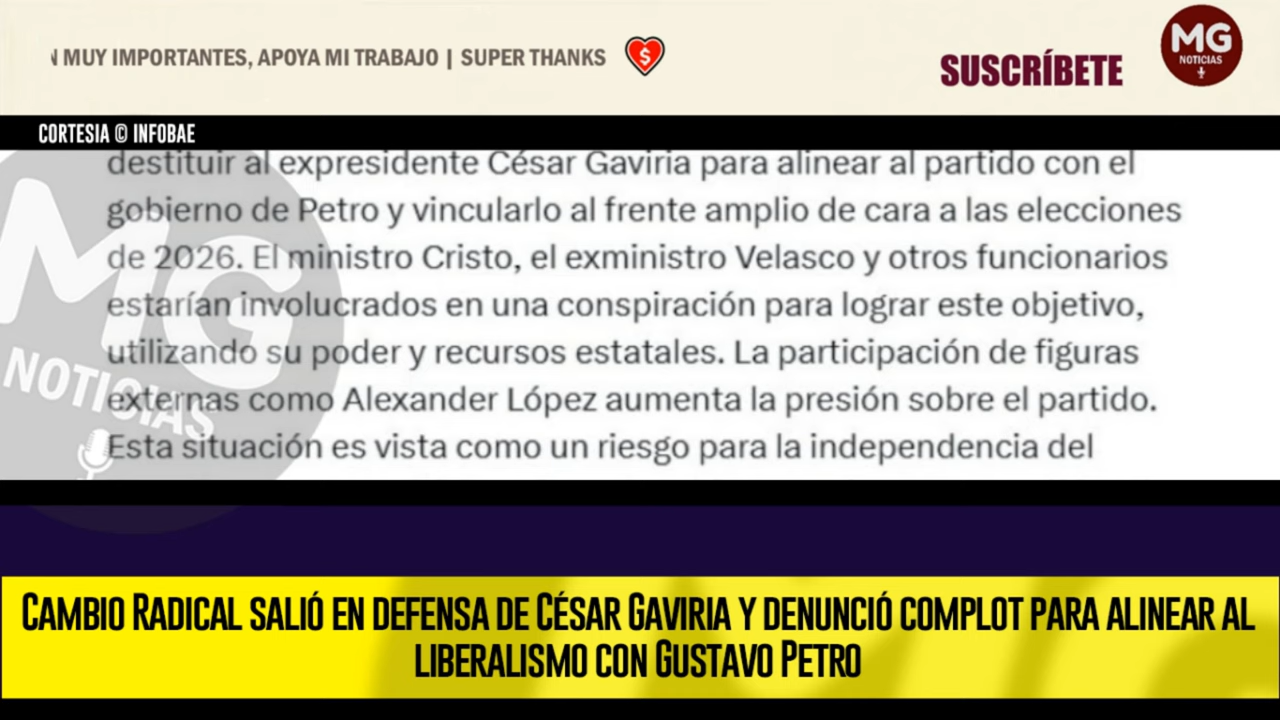 MUY IMPORTANTES, APOYA MI TRABAJO | SUPER THANKS
SUSCRÍBETE
MG
NOTICIAS
CORTESIA © INFOBAE
destituir al expresidente César Gaviria para alinear al partido con el
gobierno de Petro y vincularlo al frente amplio de cara a las elecciones
de 2026. El ministro Cristo, el exministro Velasco y otros funcionarios
estarían involucrados en una conspiración para lograr este objetivo,
utilizando su poder y recursos estatales. La participación de figuras
externas como Alexander López aumenta la presión sobre el partido.
Esta situación es vista como un riesgo para la independencia del
MG
NOTICIAS
CAMBIO RADICAL SALIÓ EN DEFENSA DE CÉSAR GAVIRIA Y DENUNCIÓ COMPLOT PARA ALINEAR AL
LIBERALISMO CON GUSTAVO PETRO